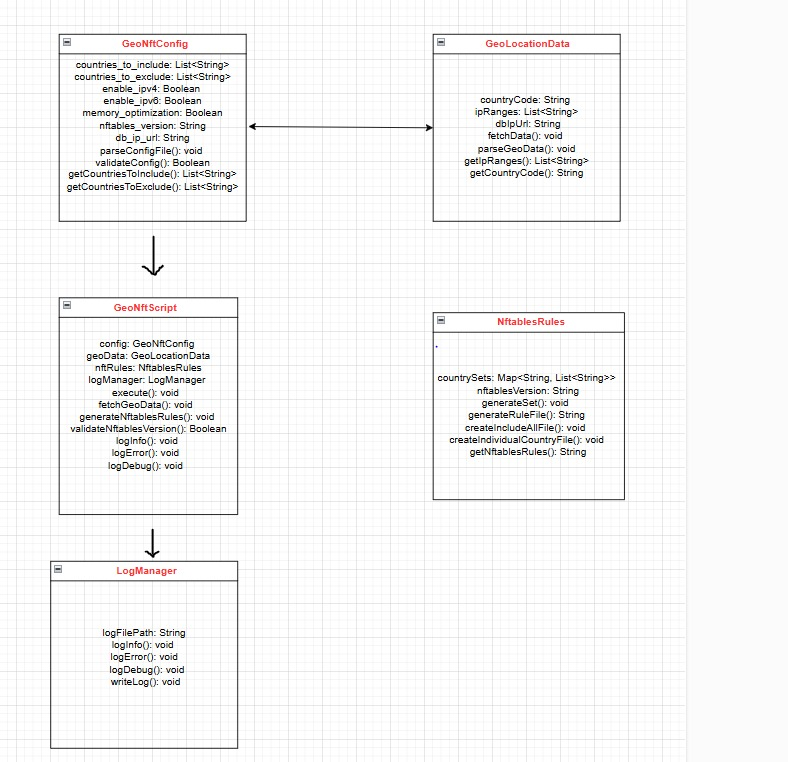 GeoNftConfig
countries_to_include: List<String>
countries_to_exclude: List<String>
enable_ipv4: Boolean
enable_ipv6: Boolean
memory_optimization: Boolean
nftables_version: String
db_ip_url: String
parseConfigFile(): void
validateConfig(): Boolean
getCountriesToInclude(): List<String>
getCountriesToExclude(): List<String>
GeoLocationData
countryCode: String
ipRanges: List<String>
dbIpUrl: String
fetchData(): void
parseGeoData(): void
getIpRanges(): List<String>
getCountryCode(): String
GeoNftScript
config: GeoNftConfig
geoData: GeoLocationData
nftRules: NftablesRules
logManager: LogManager
execute(): void
fetchGeoData(): void
generateNftablesRules(): void
validateNftablesVersion(): Boolean
logInfo(): void
logError(): void
logDebug(): void
NftablesRules
countrySets: Map<String, List<String>>
nftablesVersion: String
generateSet(): void
generateRuleFile(): String
createIncludeAllFile(): void
createIndividualCountryFile(): void
getNftablesRules(): String
LogManager
logFilePath: String
logInfo(): void
logError(): void
logDebug(): void
writeLog(): void